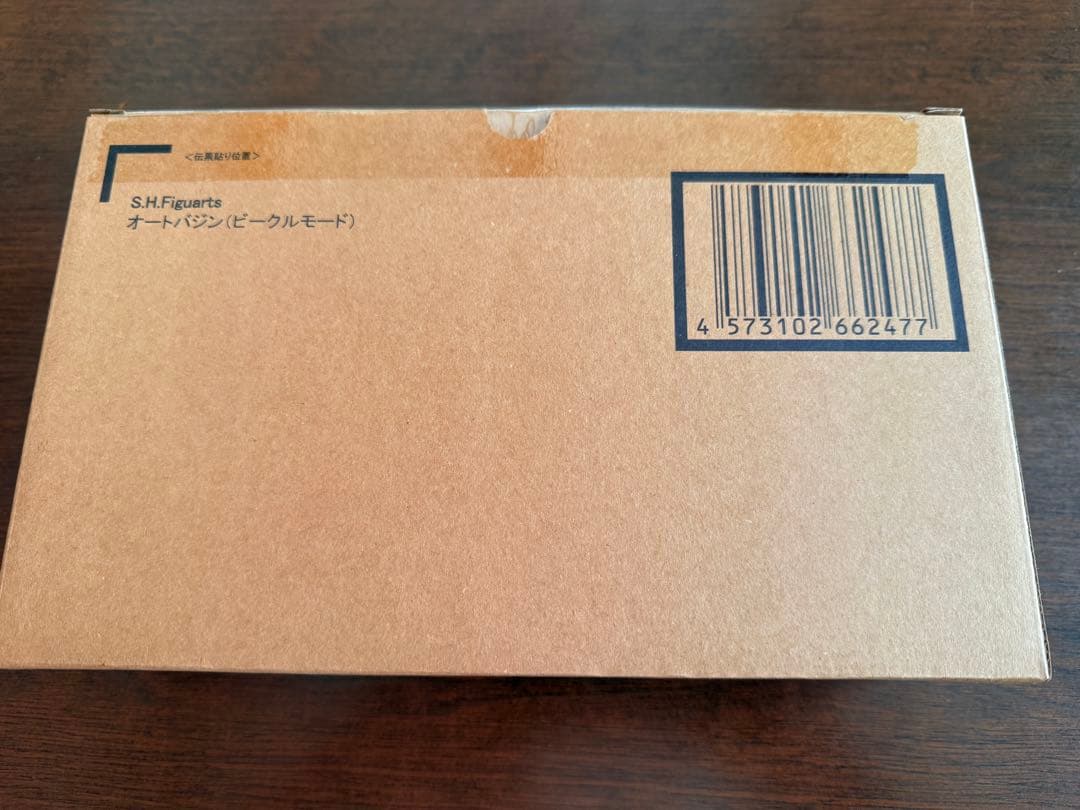 ＜伝票貼り位置＞
S.H.Figuarts
オートバジン(ビークルモード)
4 573102 662477